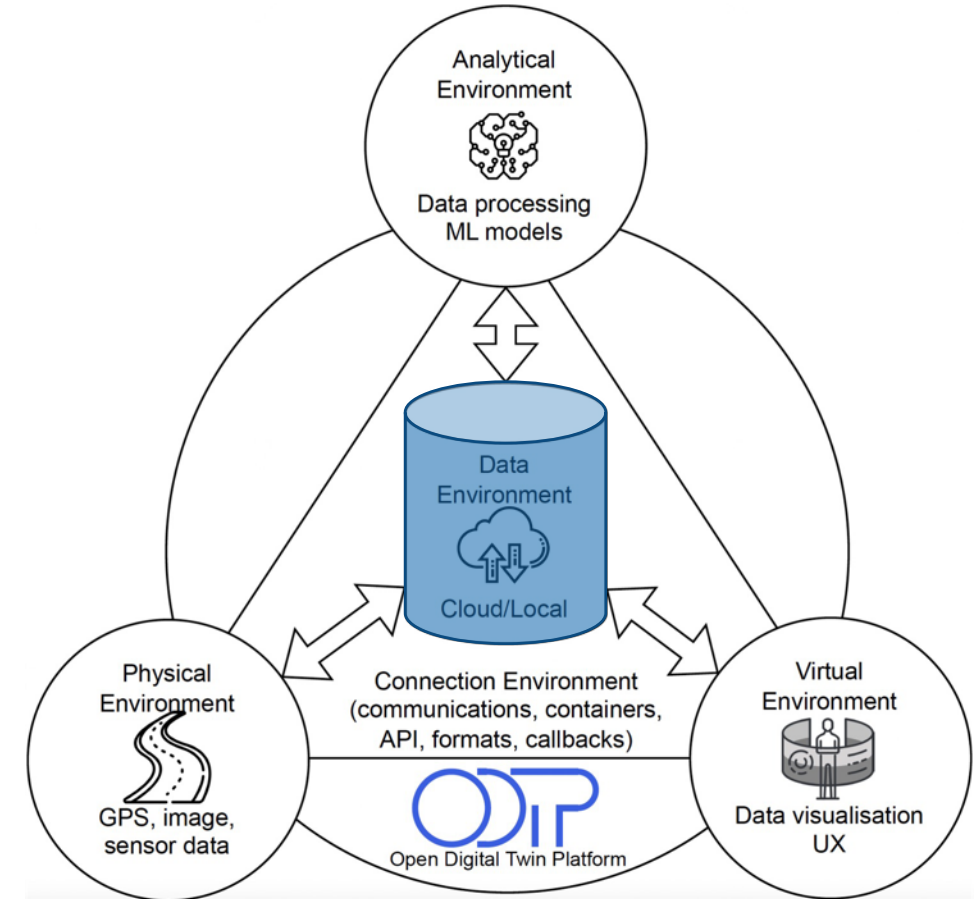 Analytical
Environment
Data processing
ML models
Data
Environment
Cloud/Local
Physical
Environment
GPS, image,
sensor data
Connection Environment
(communications, containers,
API, formats, callbacks)
ODTP
Open Digital Twin Platform
Virtual
Environment
Data visualisation
UX